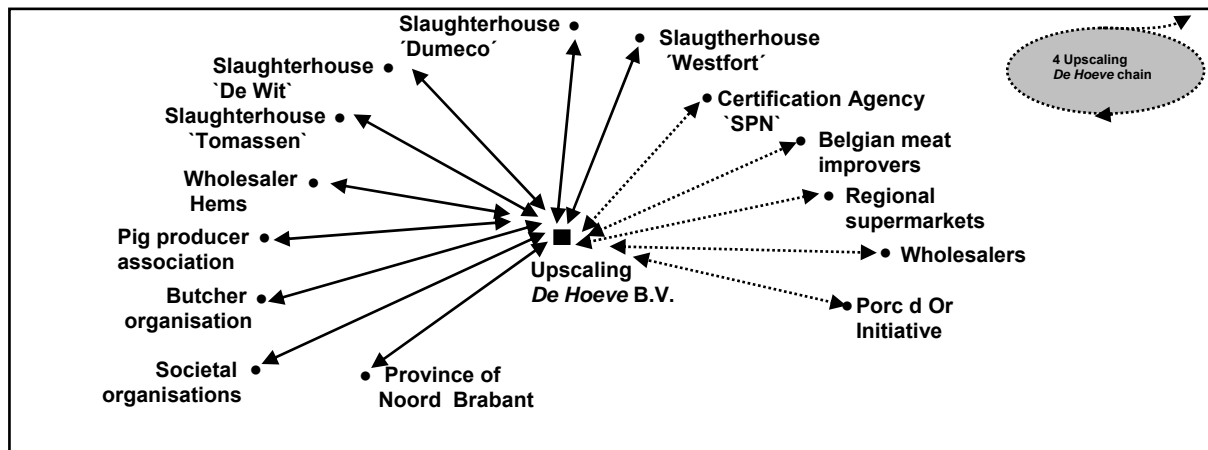 Slaughterhouse
´Dumeco´
Slaugtherhouse
´Westfort´
4 Upscaling
De Hoeve chain
Slaughterhouse
`De Wit`
Certification Agency
`SPN`
Slaughterhouse
`Tomassen`
Belgian meat
improvers
Wholesaler
Hems
Regional
supermarkets
Pig producer
association
Wholesalers
Upscaling
De Hoeve B.V.
Butcher
organisation
Porc d Or
Initiative
Societal
organisations
Province of
Noord Brabant